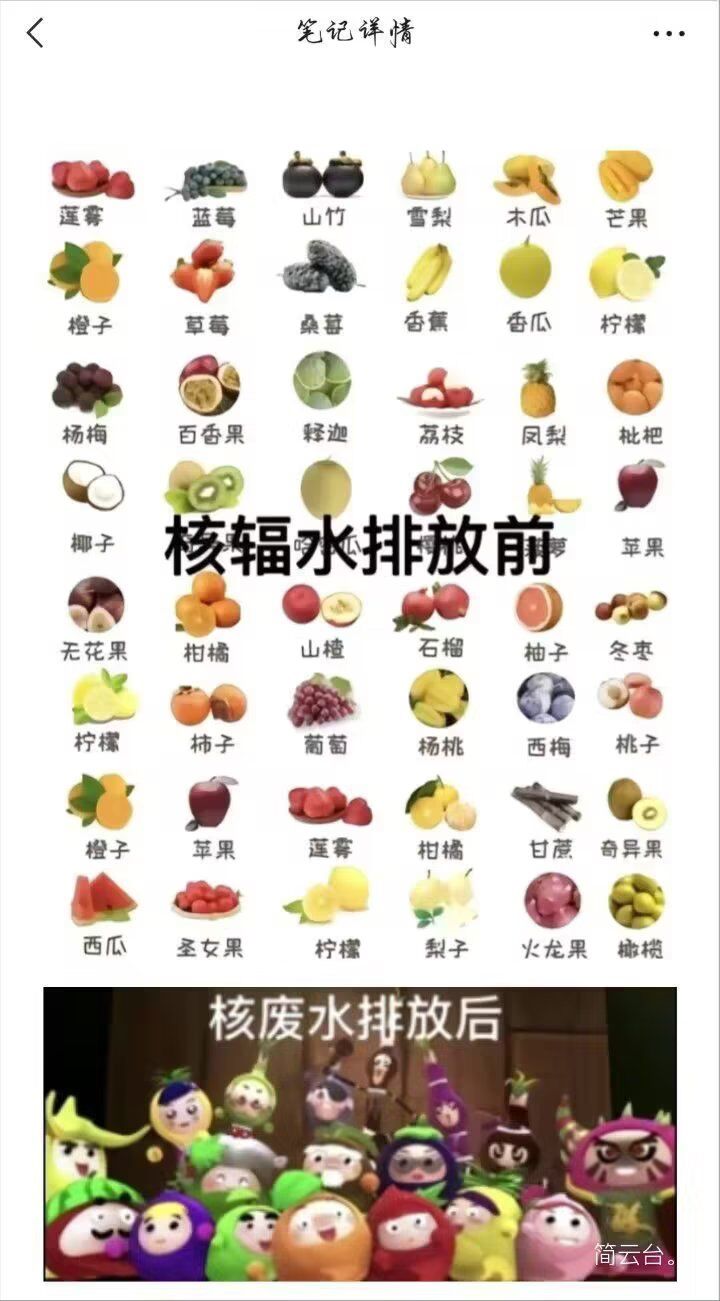 笔记详情
莲雾 蓝莓 山竹 雪梨 木瓜 芒果
橙子 草莓 桑葚 香蕉 香瓜 柠檬
杨梅 百香果 释迦 荔枝 凤梨 枇杷
椰子 苹果
核辐水排放前
无花果 柑橘 山楂 石榴 柚子 冬枣
柠檬 柿子 葡萄 杨桃 西梅 桃子
橙子 苹果 莲雾 柑橘 甘蔗 奇异果
西瓜 圣女果 柠檬 梨子 火龙果 橄榄
核废水排放后
简云台。